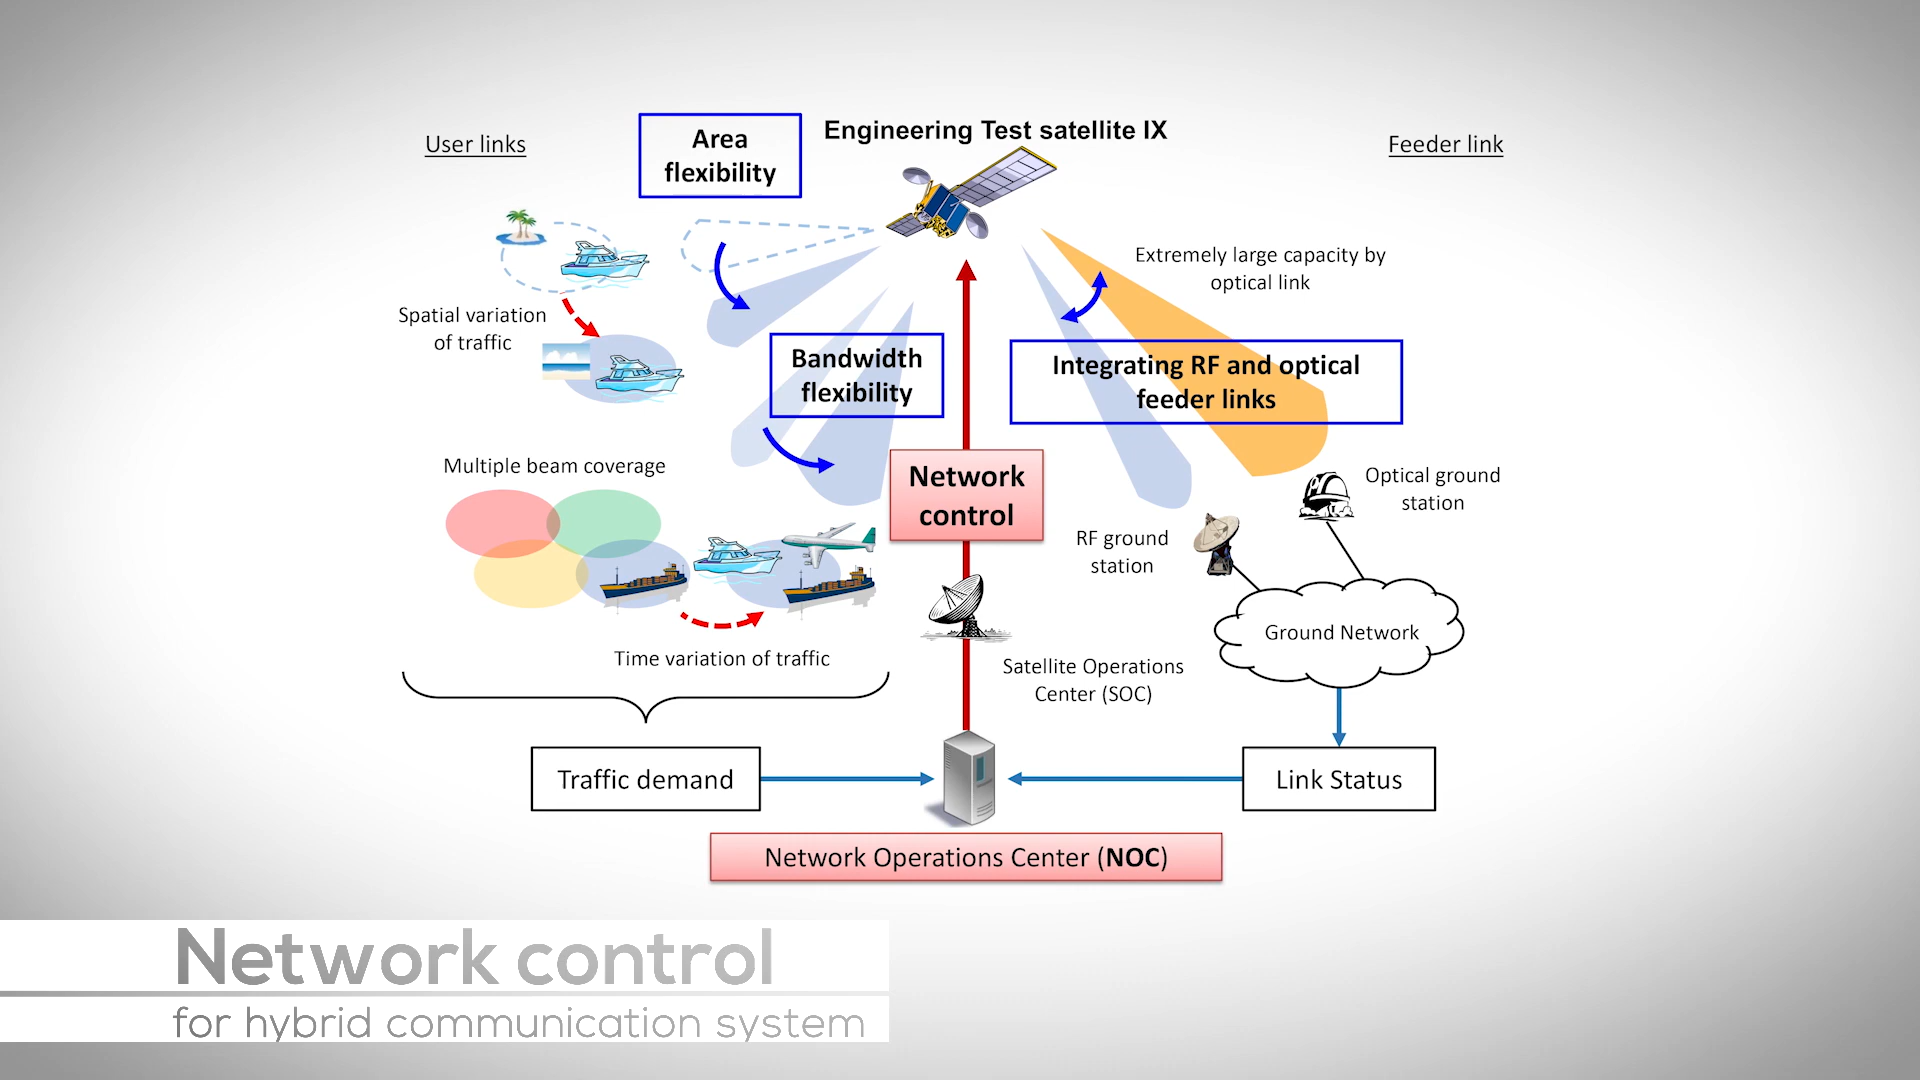 User links
Area
flexibility
Engineering Test satellite IX
Feeder link
Extremely large capacity by
optical link
Spatial variation
of traffic
Bandwidth
flexibility
Integrating RF and optical
feeder links
Multiple beam coverage
Network
control
Optical ground
station
RF ground
station
Ground Network
Time variation of traffic
Satellite Operations
Center (SOC)
Traffic demand
Link Status
Network Operations Center (NOC)
Network control
for hybrid communication system